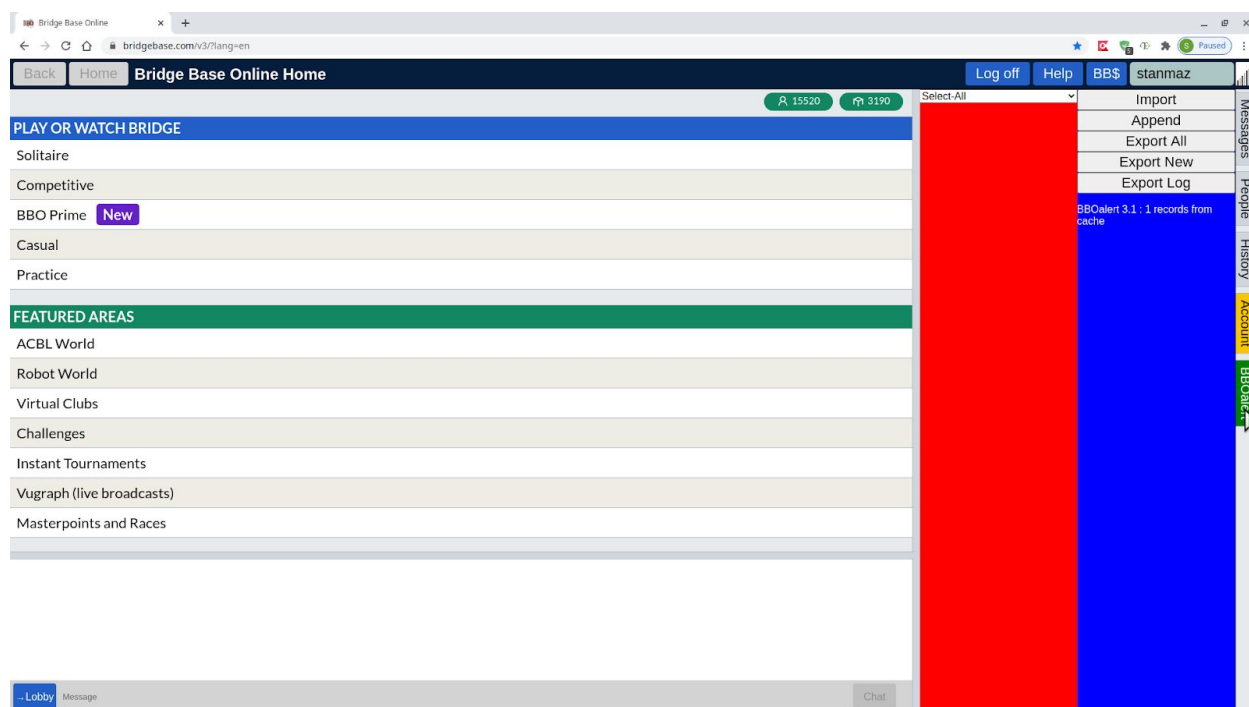 BBO Bridge Base Online
bridgebase.com/v3/?lang=en
S Paused
Back Home Bridge Base Online Home
Log off Help BB$ stanmaz
15520 3190
Select-All
Import
Append
Export All
Export New
Export Log
BBOalert 3.1 : 1 records from
cache
PLAY OR WATCH BRIDGE
Solitaire
Competitive
BBO Prime New
Casual
Practice
FEATURED AREAS
ACBL World
Robot World
Virtual Clubs
Challenges
Instant Tournaments
Vugraph (live broadcasts)
Masterpoints and Races
→Lobby Message Chat
Messages
People
History
Account
BBOalert